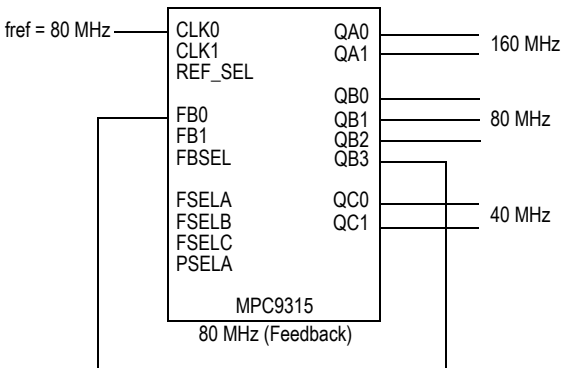 fref = 80 MHz
CLK0
CLK1
REF_SEL
FB0
FB1
FBSEL
FSELA
FSELB
FSELC
PSELA
QA0
QA1
160 MHz
QB0
QB1
QB2
QB3
80 MHz
QC0
QC1
40 MHz
MPC9315
80 MHz (Feedback)